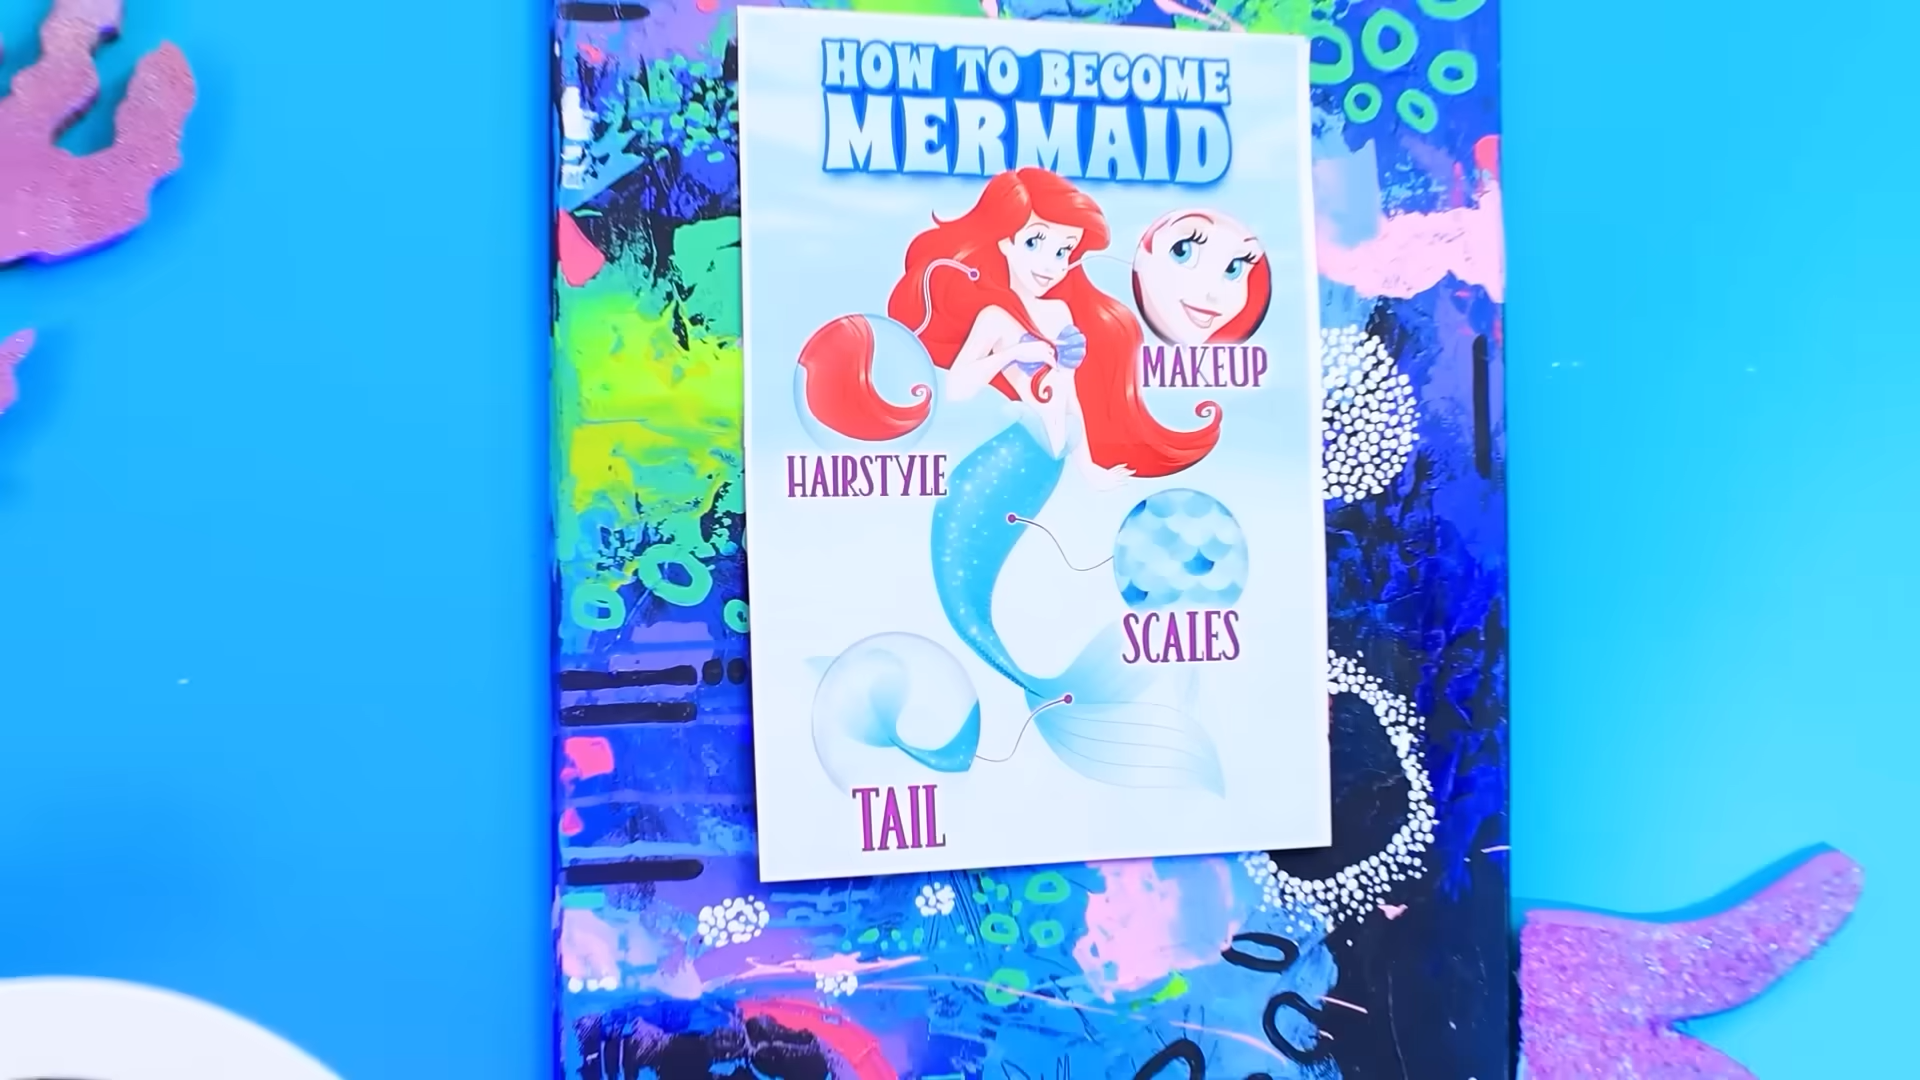 HOW TO BECOME
MERMAID
MAKEUP
HAIRSTYLE
SCALES
TAIL